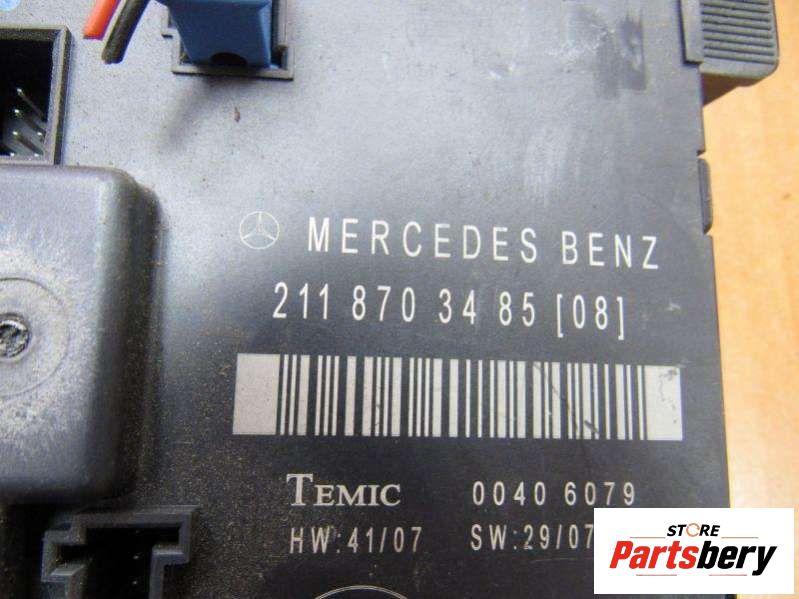 MERCEDES BENZ
211 870 34 85 [08]
TEMIC 0040 6079
HW:41/07 SW:29/07
STORE
Partsbery